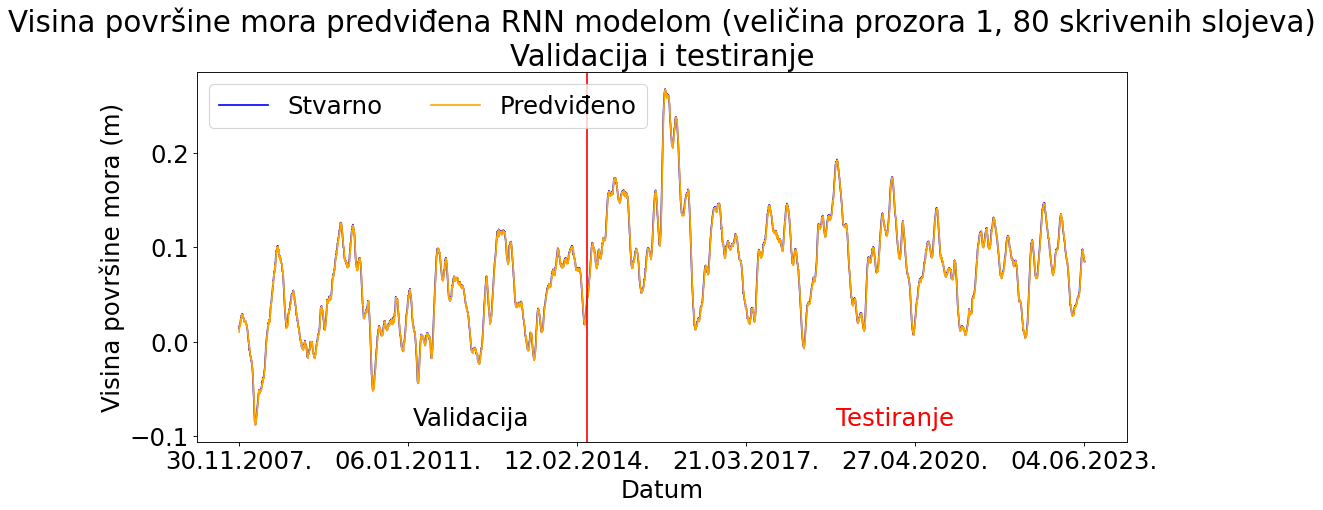 Visina površine mora predviđena RNN modelom (veličina prozora 1, 80 skrivenih slojeva)
Validacija i testiranje
Stvarno Predviđeno
Visina površine mora (m)
0.2
0.1
0.0
−0.1
Validacija Testiranje
30.11.2007. 06.01.2011. 12.02.2014. 21.03.2017. 27.04.2020. 04.06.2023.
Datum